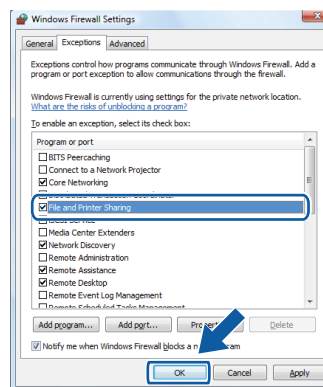 Windows Firewall Settings
General Exceptions Advanced
Exceptions control how programs communicate through Windows Firewall. Add a
program or port exception to allow communications through the firewall.
Windows Firewall is currently using settings for the private network location.
What are the risks of unblocking a program?
To enable an exception, select its check box:
Program or port
BITS Peercaching
Connect to a Network Projector
Core Networking
File and Printer Sharing
Media Center Extenders
Network Discovery
Remote Administration
Remote Assistance
Remote Desktop
Remote Event Log Management
Add program... Add port... Delete
Notify me when Windows Firewall blocks a
OK Cancel Apply